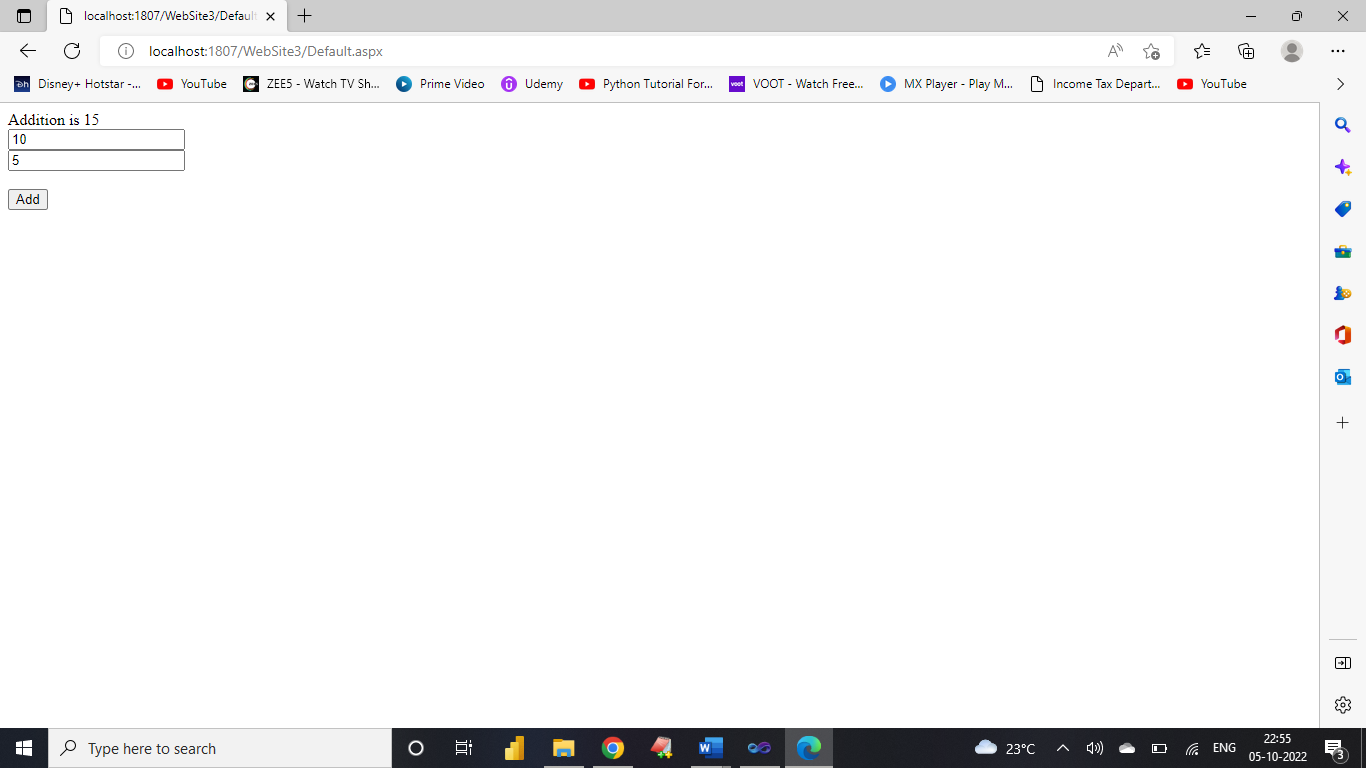 localhost:1807/WebSite3/Default
localhost:1807/WebSite3/Default.aspx
Disney+ Hotstar -... YouTube ZEE5 - Watch TV Sh... Prime Video Udemy Python Tutorial For... VOOT - Watch Free... MX Player - Play M... Income Tax Depart... YouTube
Addition is 15
10
5
Add
Type here to search 23°C ENG 22:55
05-10-2022 3